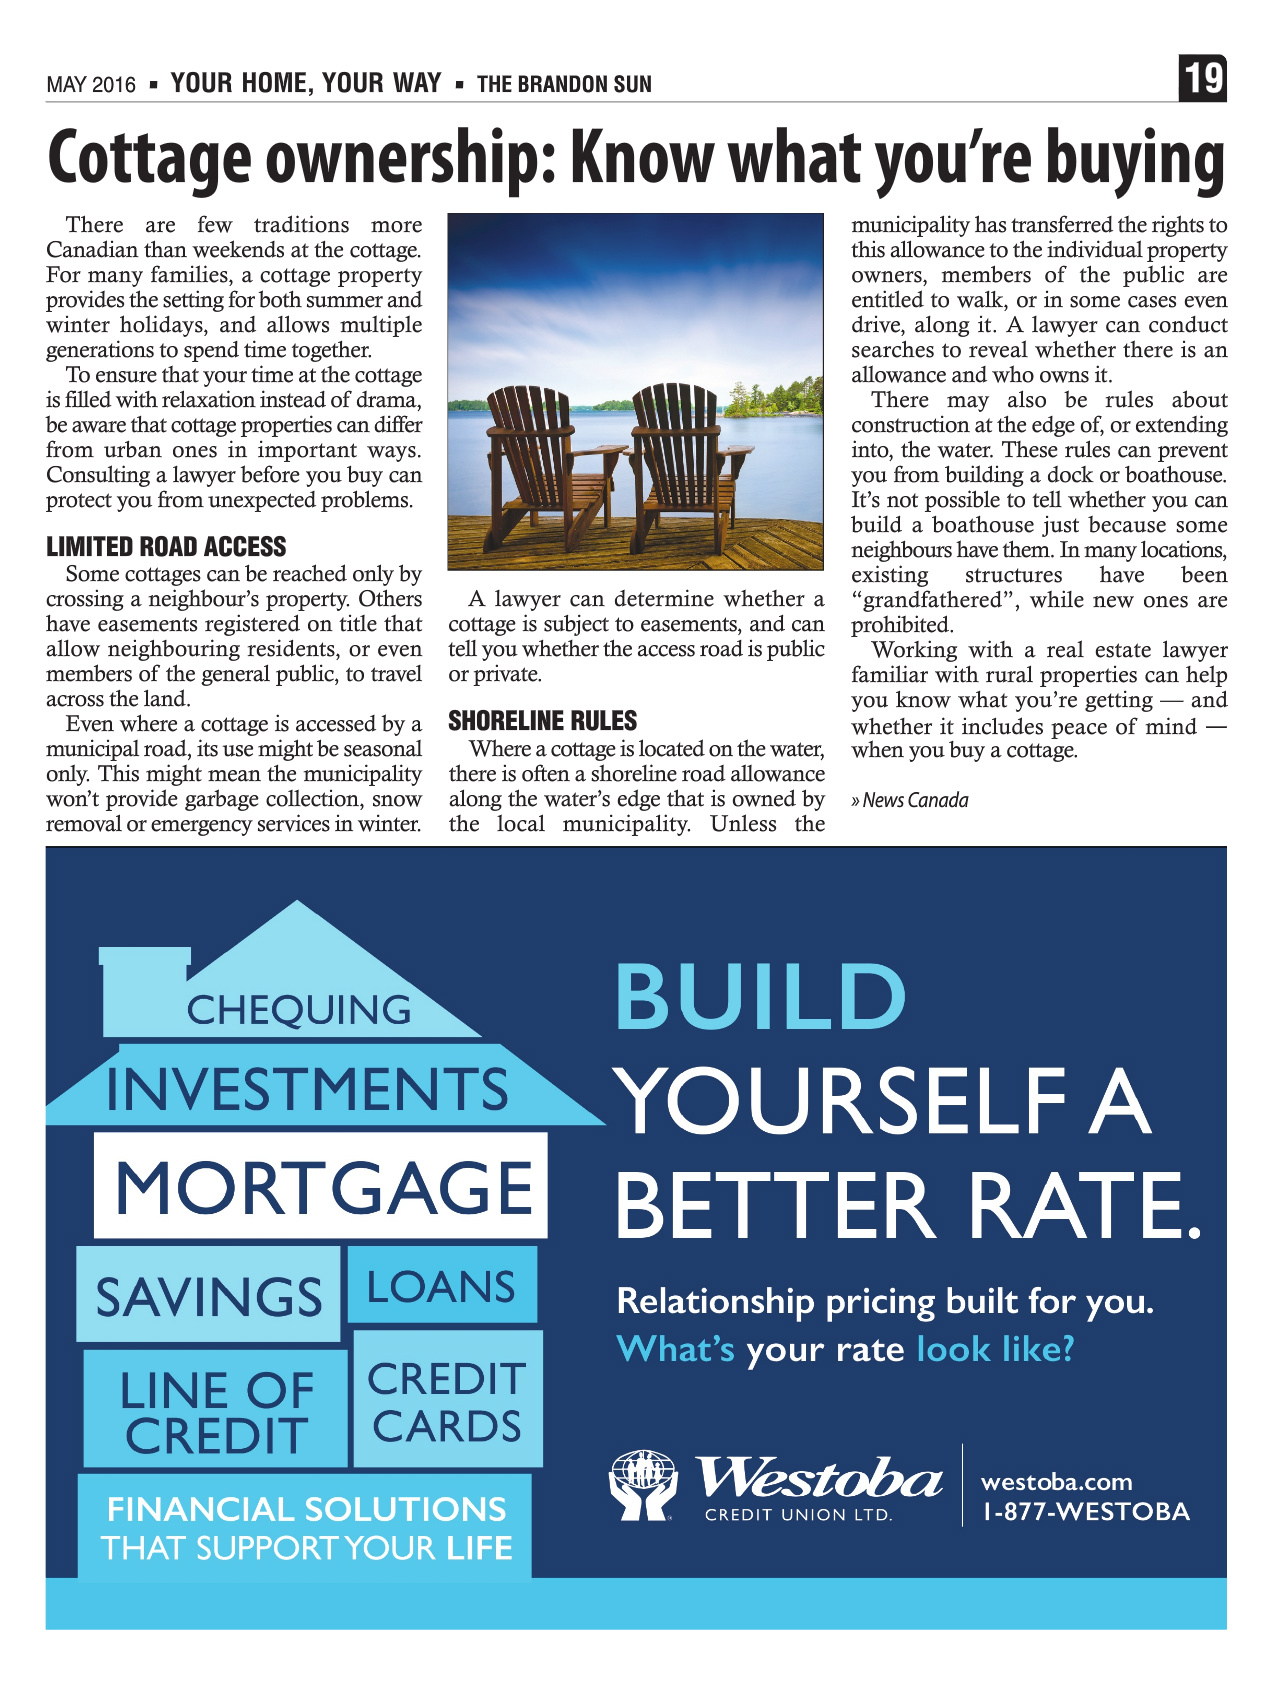 MAY 2016 ▪ YOUR HOME, YOUR WAY ▪ THE BRANDON SUN
19
Cottage ownership: Know what you're buying
There are few traditions more
Canadian than weekends at the cottage.
For many families, a cottage property
provides the setting for both summer and
winter holidays, and allows multiple
generations to spend time together.
To ensure that your time at the cottage
is filled with relaxation instead of drama,
be aware that cottage properties can differ
from urban ones in important ways.
Consulting a lawyer before you buy can
protect you from unexpected problems.
LIMITED ROAD ACCESS
Some cottages can be reached only by
crossing a neighbour's property. Others
have easements registered on title that
allow neighbouring residents, or even
members of the general public, to travel
across the land.
Even where a cottage is accessed by a
municipal road, its use might be seasonal
only. This might mean the municipality
won't provide garbage collection, snow
removal or emergency services in winter.
A lawyer can determine whether a
cottage is subject to easements, and can
tell you whether the access road is public
or private.
SHORELINE RULES
Where a cottage is located on the water,
there is often a shoreline road allowance
along the water's edge that is owned by
the local municipality. Unless the
municipality has transferred the rights to
this allowance to the individual property
owners, members of the public are
entitled to walk, or in some cases even
drive, along it. A lawyer can conduct
searches to reveal whether there is an
allowance and who owns it.
There may also be rules about
construction at the edge of, or extending
into, the water. These rules can prevent
you from building a dock or boathouse.
It's not possible to tell whether you can
build a boathouse just because some
neighbours have them. In many locations,
existing structures have been
“grandfathered”, while new ones are
prohibited.
Working with a real estate lawyer
familiar with rural properties can help
you know what you're getting — and
whether it includes peace of mind —
when you buy a cottage.
» News Canada
CHEQUING
INVESTMENTS
MORTGAGE
SAVINGS
LOANS
LINE OF
CREDIT
CREDIT
CARDS
FINANCIAL SOLUTIONS
THAT SUPPORT YOUR LIFE
BUILD
YOURSELF A
BETTER RATE.
Relationship pricing built for you.
What's your rate look like?
Westoba
CREDIT UNION LTD.
westoba.com
1-877-WESTOBA